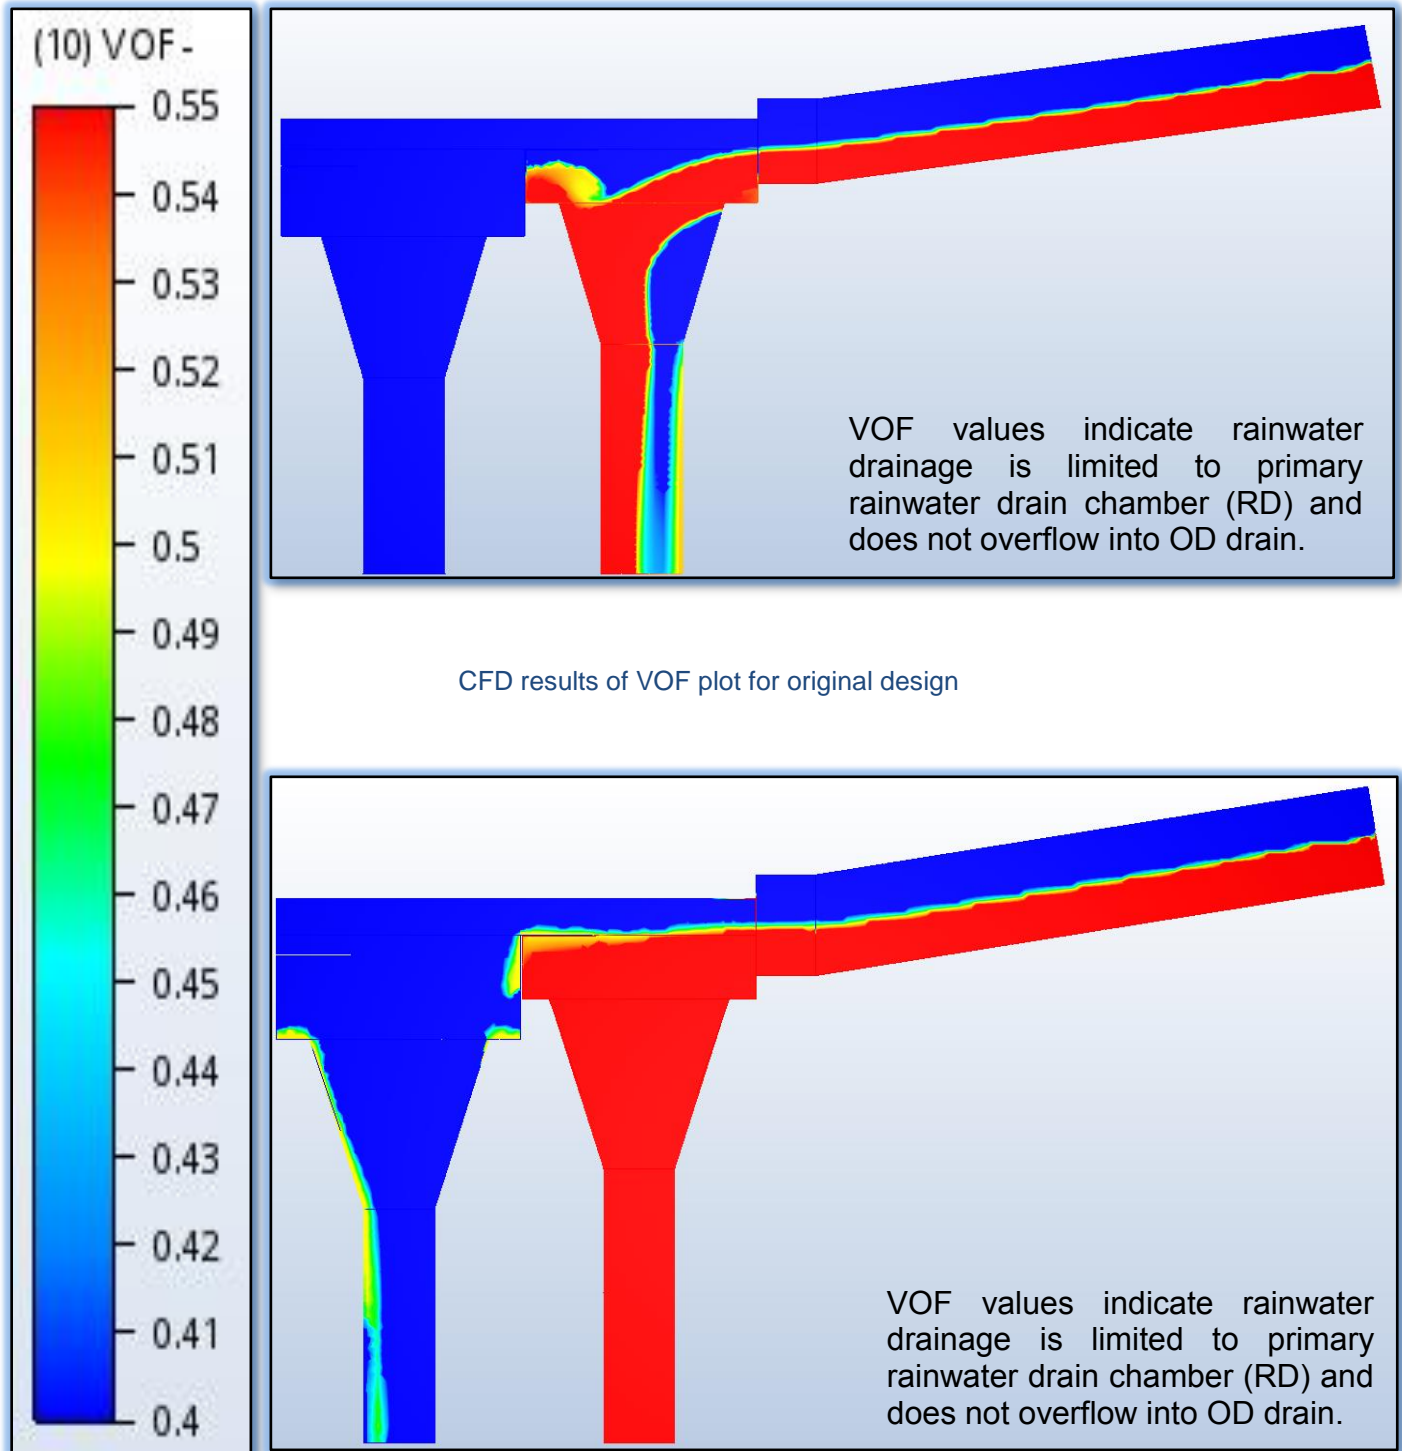 (10) VOF -
0.55
0.54
0.53
0.52
0.51
0.5
0.49
0.48
0.47
0.46
0.45
0.44
0.43
0.42
0.41
0.4
VOF values indicate rainwater
drainage is limited to primary
rainwater drain chamber (RD) and
does not overflow into OD drain.
CFD results of VOF plot for original design
VOF values indicate rainwater
drainage is limited to primary
rainwater drain chamber (RD) and
does not overflow into OD drain.